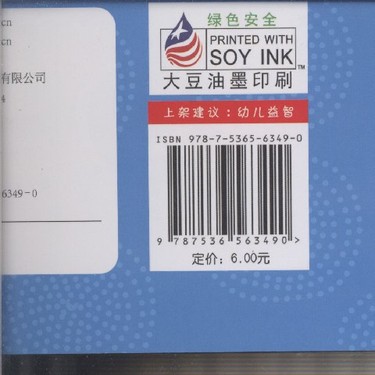 cn
cn
有限公司
4
6349-0
绿色安全
PRINTED WITH
SOY INK™
大豆油墨印刷
上架建议：幼儿益智
ISBN 978-7-5365-6349-0
9 787536 563490 >
定价：6.00元